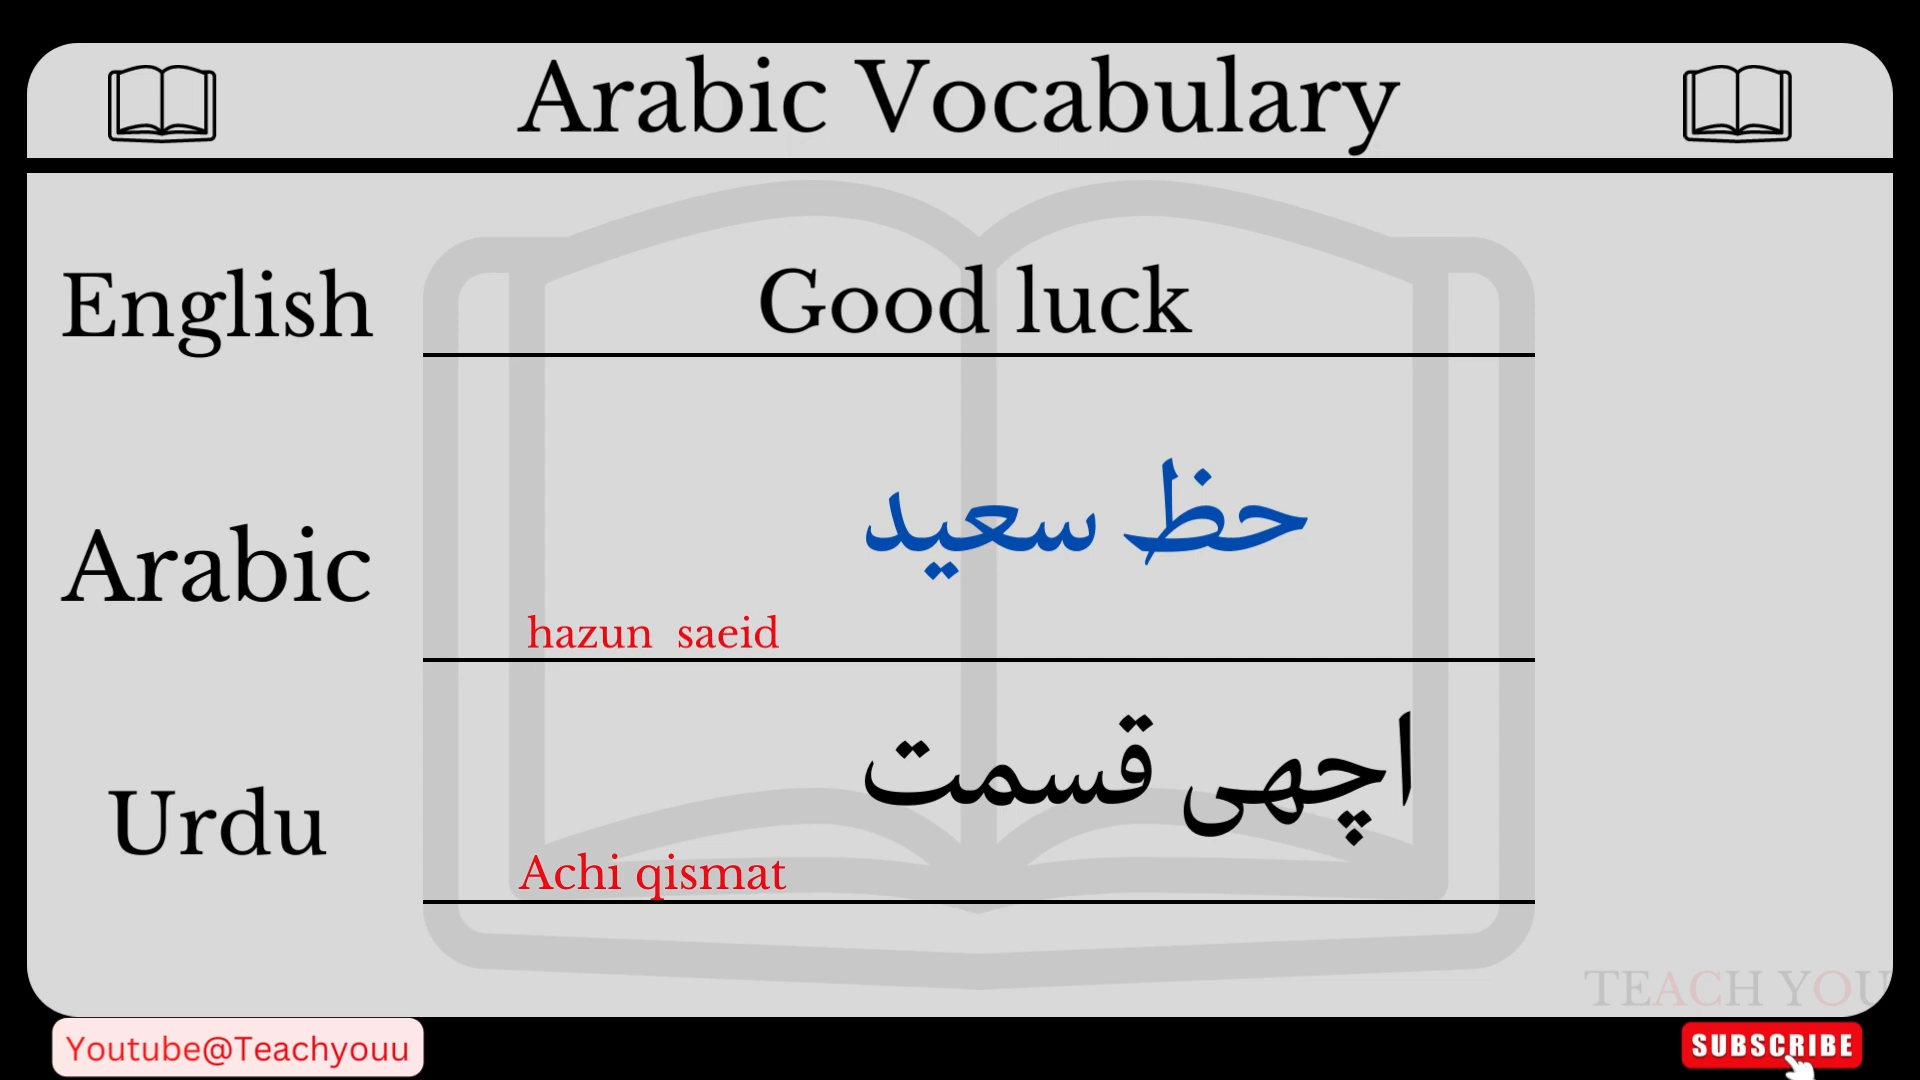 Arabic Vocabulary
English
Good luck
Arabic
حظ سعيد
hazun saeid
Urdu
اچھی قسمت
Achi qismat
TEACH YOU
Youtube@Teachyouu
SUBSCRIBE